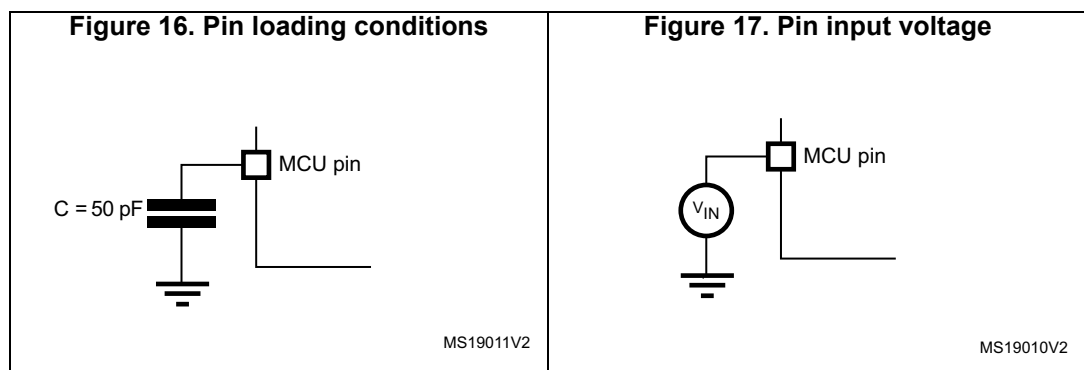 Figure 16. Pin loading conditions
MCU pin
C = 50 pF
MS19011V2
Figure 17. Pin input voltage
MCU pin
VIN
MS19010V2